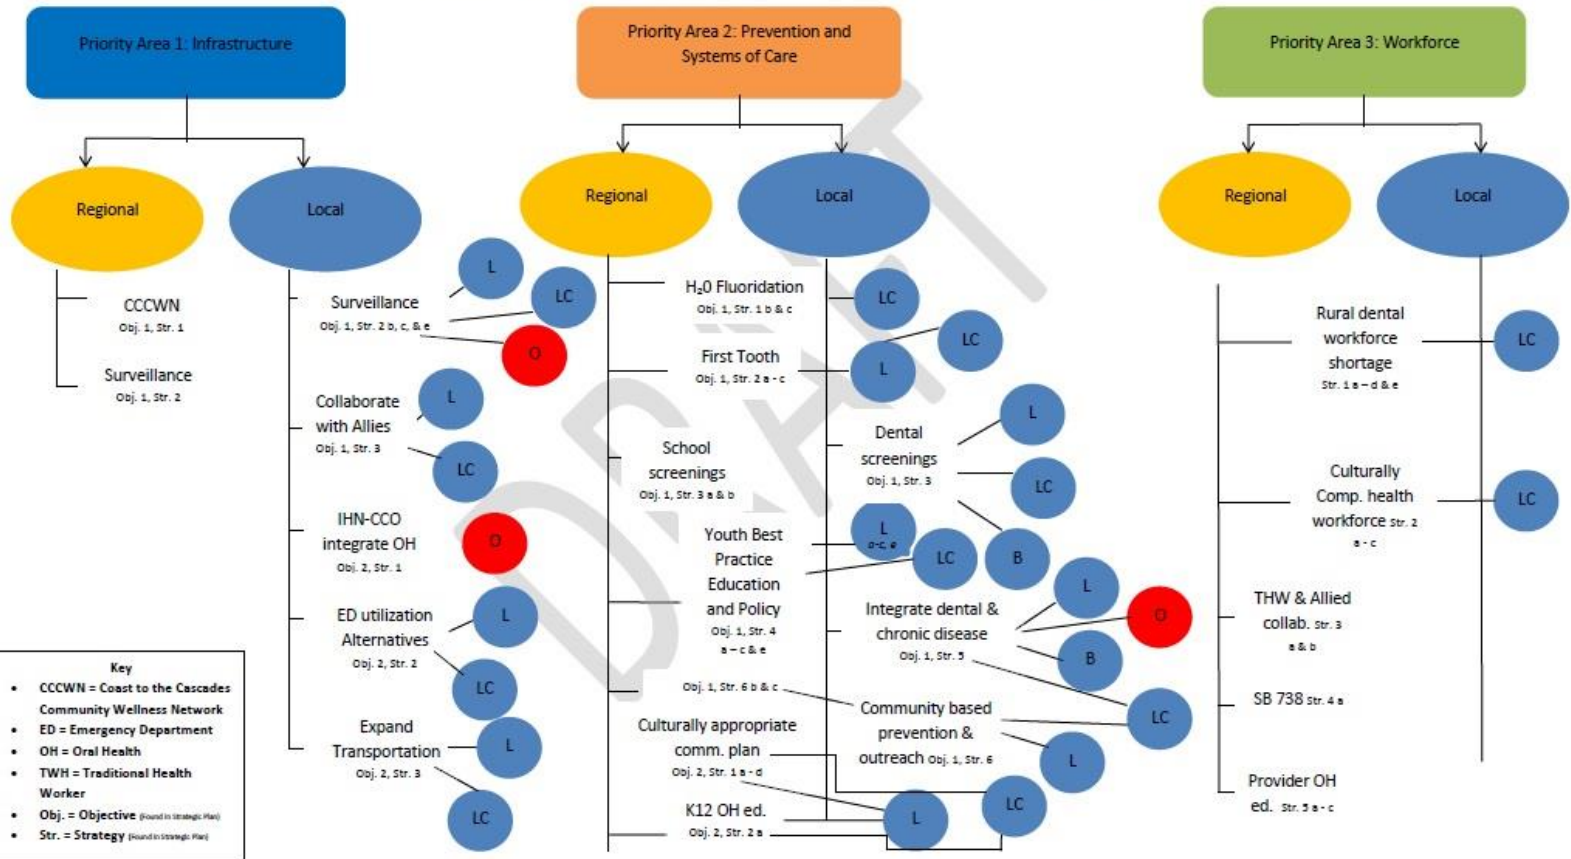 Priority Area 1: Infrastructure
Regional
Local
CCCWN
Obj. 1, Str. 1
Surveillance
Obj. 1, Str. 2
Surveillance
Obj. 1, Str. 2 b, c, & e
L
LC
O
Collaborate
with Allies
Obj. 1, Str. 3
L
LC
IHN-CCO
integrate OH
Obj. 2, Str. 1
O
ED utilization
Alternatives
Obj. 2, Str. 2
L
LC
Expand
Transportation
Obj. 2, Str. 3
L
LC
Priority Area 2: Prevention and
Systems of Care
Regional
Local
H₂0 Fluoridation
Obj. 1, Str. 1 b & c
LC
First Tooth
Obj. 1, Str. 2 a - c
L
LC
School
screenings
Obj. 1, Str. 3 a & b
Dental
screenings
Obj. 1, Str. 3
L
LC
B
Youth Best
Practice
Education
and Policy
Obj. 1, Str. 4
a – c & e
L
a-c, e
LC
Integrate dental &
chronic disease
Obj. 1, Str. 5
L
O
B
LC
Obj. 1, Str. 6 b & c
Community based
prevention &
outreach Obj. 1, Str. 6
L
Culturally appropriate
comm. plan
Obj. 2, Str. 1 a - d
LC
K12 OH ed.
Obj. 2, Str. 2 a
L
Priority Area 3: Workforce
Regional
Local
Rural dental
workforce
shortage
Str. 1 a – d & e
LC
Culturally
Comp. health
workforce Str. 2
a - c
LC
THW & Allied
collab. Str. 3
a & b
SB 738 Str. 4 a
Provider OH
ed. Str. 5 a - c
Key
• CCCWN = Coast to the Cascades
Community Wellness Network
• ED = Emergency Department
• OH = Oral Health
• TWH = Traditional Health
Worker
• Obj. = Objective (Found in Strategic Plan)
• Str. = Strategy (Found in Strategic Plan)
DRAFT